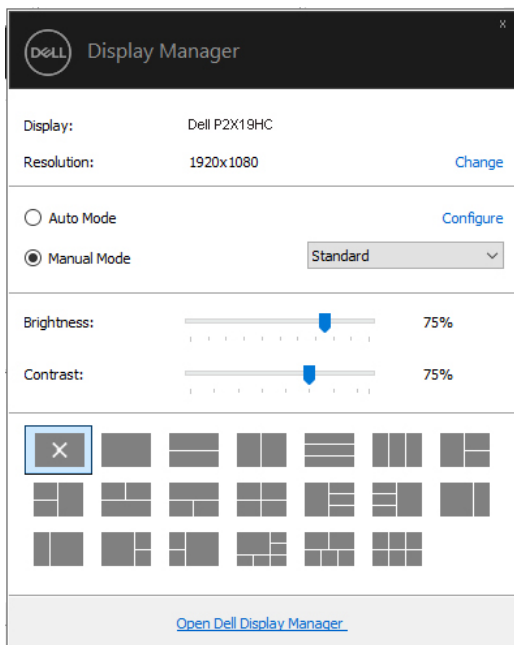 x
DELL Display Manager
Display: Dell P2X19HC
Resolution: 1920x1080 Change
Auto Mode Configure
Manual Mode Standard
Brightness: 75%
Contrast: 75%
Open Dell Display Manager